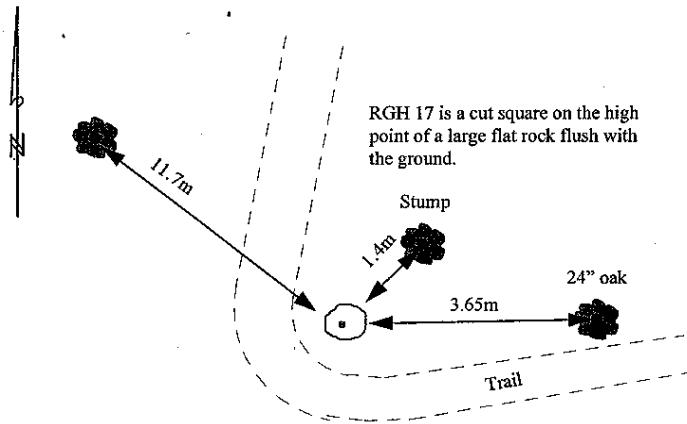 N
11.7m
RGH 17 is a cut square on the high
point of a large flat rock flush with
the ground.
Stump
1.4m
24” oak
3.65m
Trail